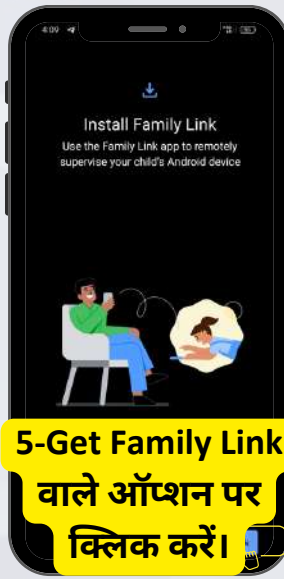 4:09
Install Family Link
Use the Family Link app to remotely
supervise your child's Android device
5-Get Family Link
वाले ऑप्शन पर
क्लिक करें।